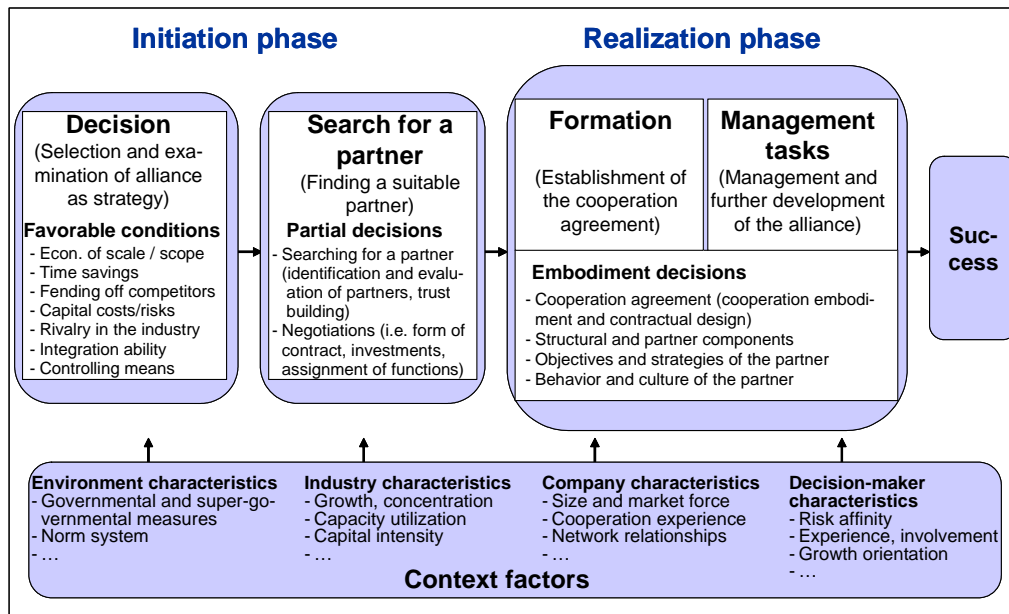 Initiation phase
Realization phase
Decision
(Selection and exa-
mination of alliance
as strategy)
Favorable conditions
- Econ. of scale / scope
- Time savings
- Fending off competitors
- Capital costs/risks
- Rivalry in the industry
- Integration ability
- Controlling means
Search for a
partner
(Finding a suitable
partner)
Partial decisions
- Searching for a partner
(identification and evalu-
ation of partners, trust
building)
- Negotiations (i.e. form of
contract, investments,
assignment of functions)
Formation
(Establishment of
the cooperation
agreement)
Management
tasks
(Management and
further development
of the alliance)
Embodiment decisions
- Cooperation agreement (cooperation embodi-
ment and contractual design)
- Structural and partner components
- Objectives and strategies of the partner
- Behavior and culture of the partner
Suc-
cess
Environment characteristics
- Governmental and super-go-
vernmental measures
- Norm system
- …
Industry characteristics
- Growth, concentration
- Capacity utilization
- Capital intensity
- …
Company characteristics
- Size and market force
- Cooperation experience
- Network relationships
- …
Decision-maker
characteristics
- Risk affinity
- Experience, involvement
- Growth orientation
- …
Context factors